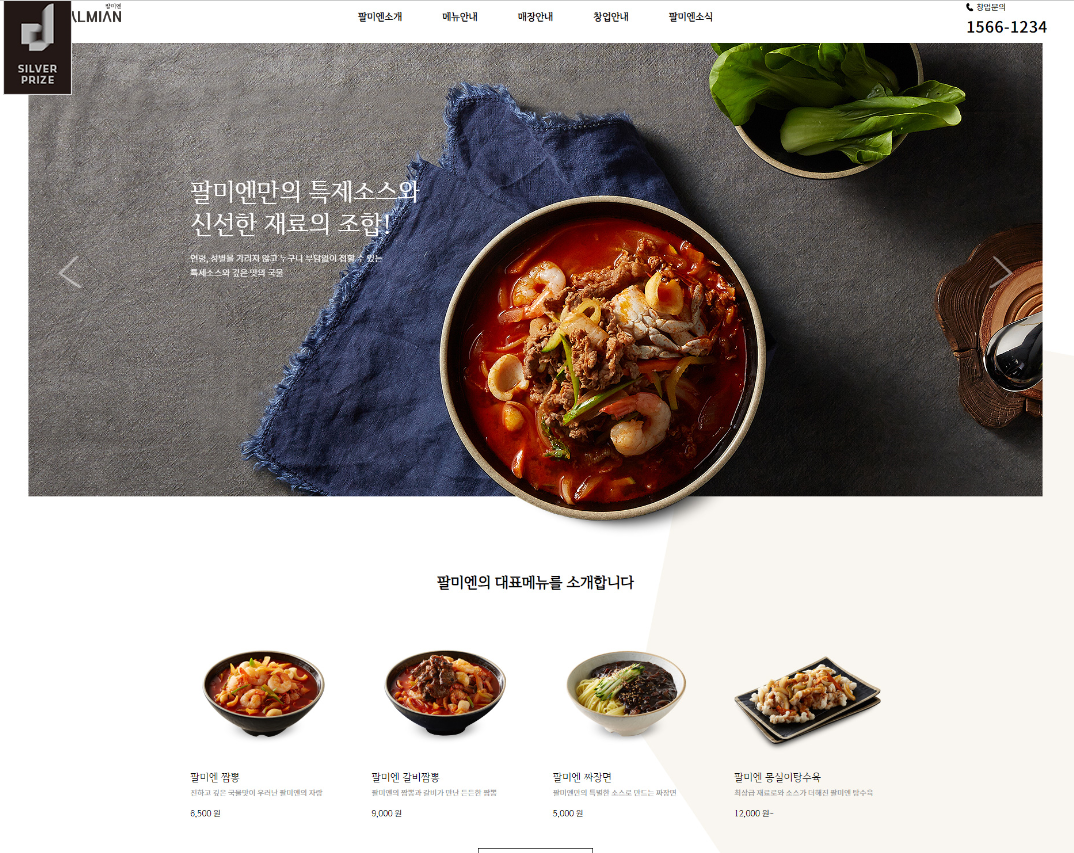 SILVER
PRIZE
팔미엔
ALMIAN
팔미엔소개
메뉴안내
매장안내
창업안내
팔미엔소식
창업문의
1566-1234
팔미엔만의 특제소스와
신선한 재료의 조합!
연령, 성별을 가리지 않고 누구나 부담없이 접할 수 있는
특제소스와 깊은 맛의 국물
팔미엔의 대표메뉴를 소개합니다
팔미엔 짬뽕
진하고 깊은 국물맛이 우러난 팔미엔의 자랑
8,500 원
팔미엔 갈비짬뽕
팔미엔의 짬뽕과 갈비가 만난 든든한 짬뽕
9,000 원
팔미엔 짜장면
팔미엔만의 특별한 소스로 만드는 짜장면
5,000 원
팔미엔 몽실이탕수육
최상급 재료로와 소스가 더해진 팔미엔 탕수육
12,000 원~